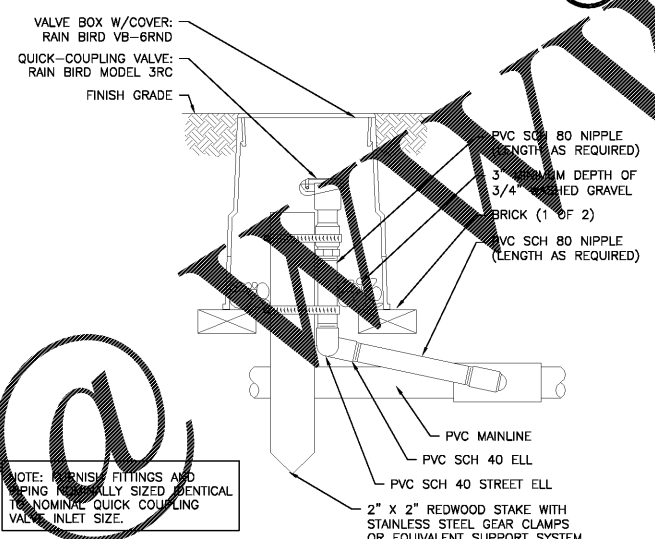 VALVE BOX W/COVER:
RAIN BIRD VB-6RND
QUICK-COUPLING VALVE:
RAIN BIRD MODEL 3RC
FINISH GRADE
PVC SCH 80 NIPPLE
(LENGTH AS REQUIRED)
3" MINIMUM DEPTH OF
3/4" WASHED GRAVEL
BRICK (1 OF 2)
PVC SCH 80 NIPPLE
(LENGTH AS REQUIRED)
PVC MAINLINE
PVC SCH 40 ELL
PVC SCH 40 STREET ELL
2" X 2" REDWOOD STAKE WITH
STAINLESS STEEL GEAR CLAMPS
OR EQUIVALENT SUPPORT SYSTEM
NOTE: FURNISH FITTINGS AND
PIPING NOMINALLY SIZED IDENTICAL
TO NOMINAL QUICK COUPLING
VALVE INLET SIZE.
@WWW